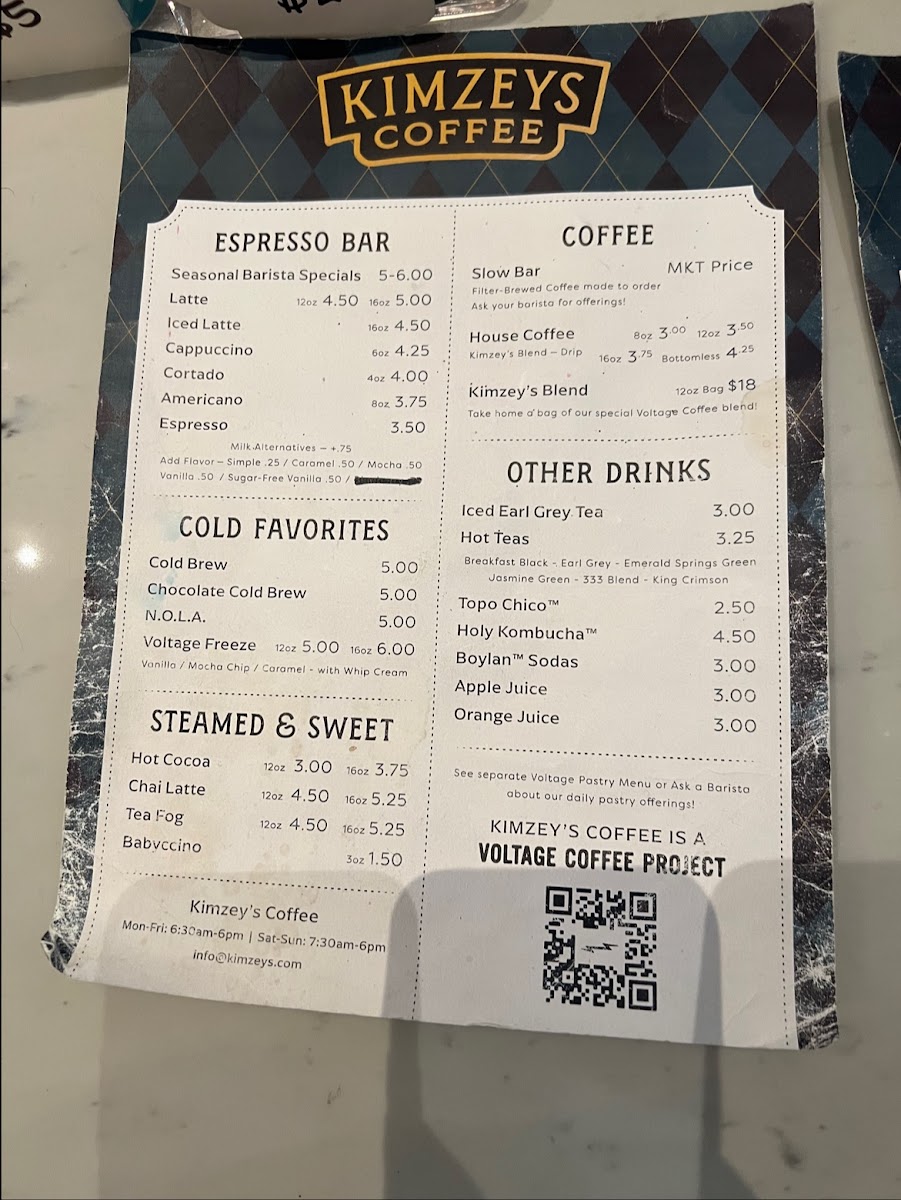 KIMZEYS
COFFEE
ESPRESSO BAR
Seasonal Barista Specials 5-6.00
Latte 12oz 4.50 16oz 5.00
Iced Latte 16oz 4.50
Cappuccino 6oz 4.25
Cortado 4oz 4.00
Americano 8oz 3.75
Espresso 3.50
Milk Alternatives – +.75
Add Flavor – Simple .25 / Caramel .50 / Mocha .50
Vanilla .50 / Sugar-Free Vanilla .50 /
COLD FAVORITES
Cold Brew 5.00
Chocolate Cold Brew 5.00
N.O.L.A. 5.00
Voltage Freeze 12oz 5.00 16oz 6.00
Vanilla / Mocha Chip / Caramel - with Whip Cream
STEAMED & SWEET
Hot Cocoa 12oz 3.00 16oz 3.75
Chai Latte 12oz 4.50 16oz 5.25
Tea Fog 12oz 4.50 16oz 5.25
Babyccino 3oz 1.50
Kimzey's Coffee
Mon-Fri: 6:30am-6pm | Sat-Sun: 7:30am-6pm
info@kimzeys.com
COFFEE
Slow Bar MKT Price
Filter-Brewed Coffee made to order
Ask your barista for offerings!
House Coffee 8oz 3.00 12oz 3.50
Kimzey's Blend – Drip 16oz 3.75 Bottomless 4.25
Kimzey's Blend 12oz Bag $18
Take home a bag of our special Voltage Coffee blend!
OTHER DRINKS
Iced Earl Grey Tea 3.00
Hot Teas 3.25
Breakfast Black - Earl Grey - Emerald Springs Green
Jasmine Green - 333 Blend - King Crimson
Topo Chico™ 2.50
Holy Kombucha™ 4.50
Boylan™ Sodas 3.00
Apple Juice 3.00
Orange Juice 3.00
See separate Voltage Pastry Menu or Ask a Barista
about our daily pastry offerings!
KIMZEY'S COFFEE IS A
VOLTAGE COFFEE PROJECT